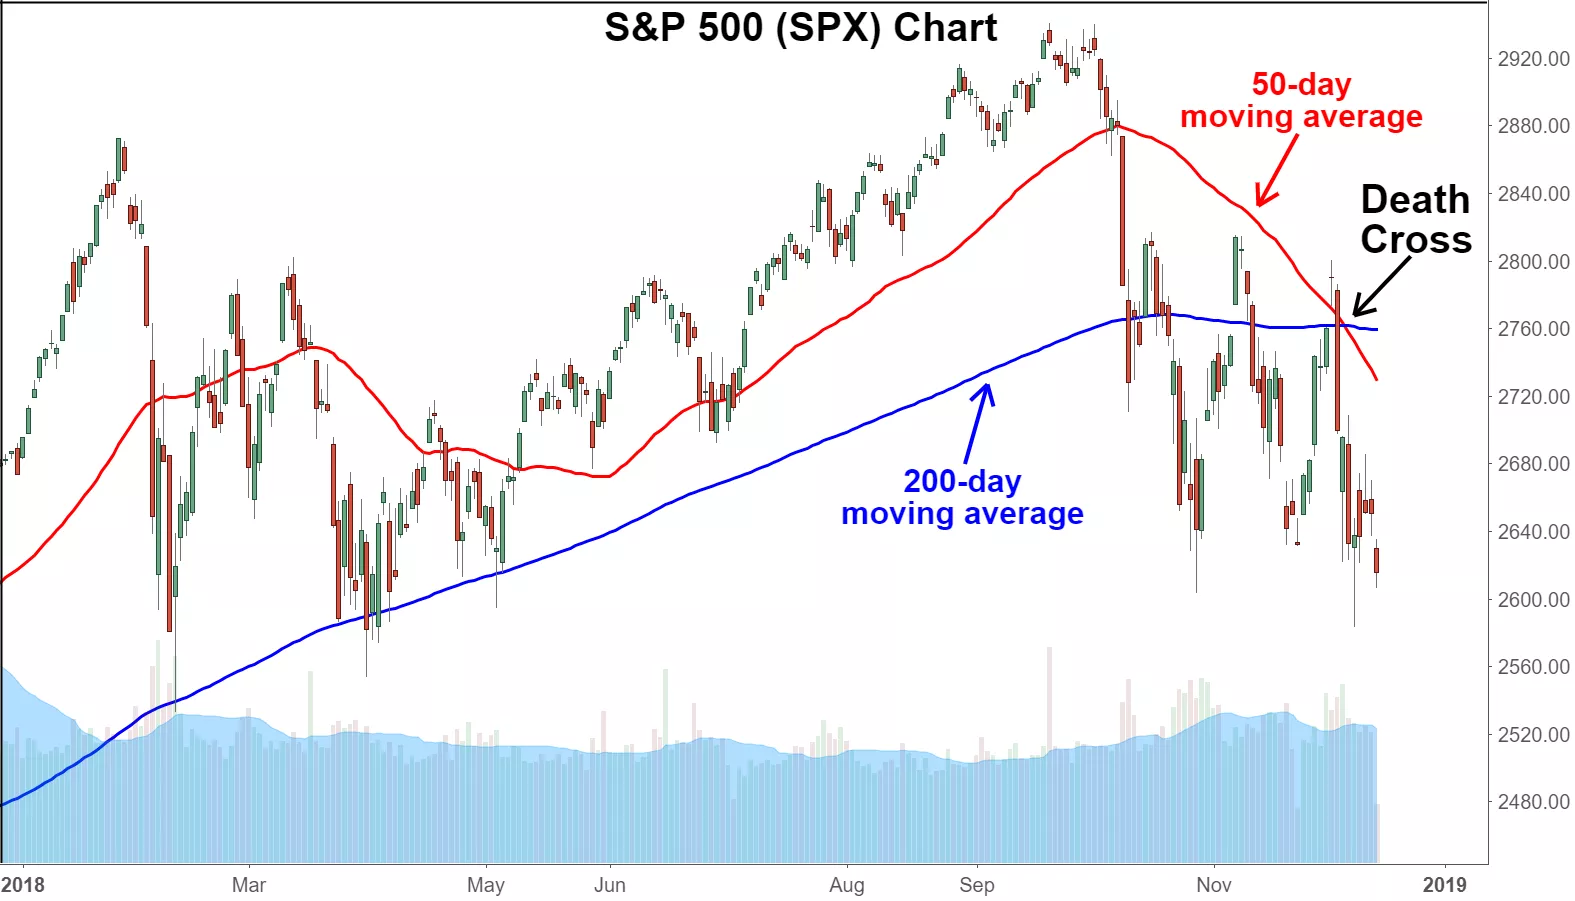 S&P 500 (SPX) Chart
50-day
moving average
Death
Cross
200-day
moving average
2920.00
2880.00
2840.00
2800.00
2760.00
2720.00
2680.00
2640.00
2600.00
2560.00
2520.00
2480.00
2018
Mar
May
Jun
Aug
Sep
Nov
2019